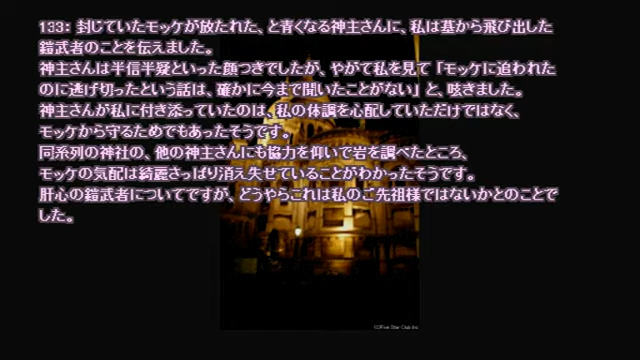 133: 封じていたモッケが放たれた、と青くなる神主さんに、私は墓から飛び出した
鎧武者のことを伝えました。
神主さんは半信半疑といった顔つきでしたが、やがて私を見て「モッケに追われた
のに逃げ切ったという話は、確かに今まで聞いたことがない」と、呟きました。
神主さんが私に付き添っていたのは、私の体調を心配していただけではなく、
モッケから守るためでもあったそうです。
同系列の神社の、他の神主さんにも協力を仰いで岩を調べたところ、
モッケの気配は綺麗さっぱり消え失せていることがわかったそうです。
肝心の鎧武者についてですが、どうやらこれは私のご先祖様ではないかとのことで
した。
(C)Five Star Club Inc